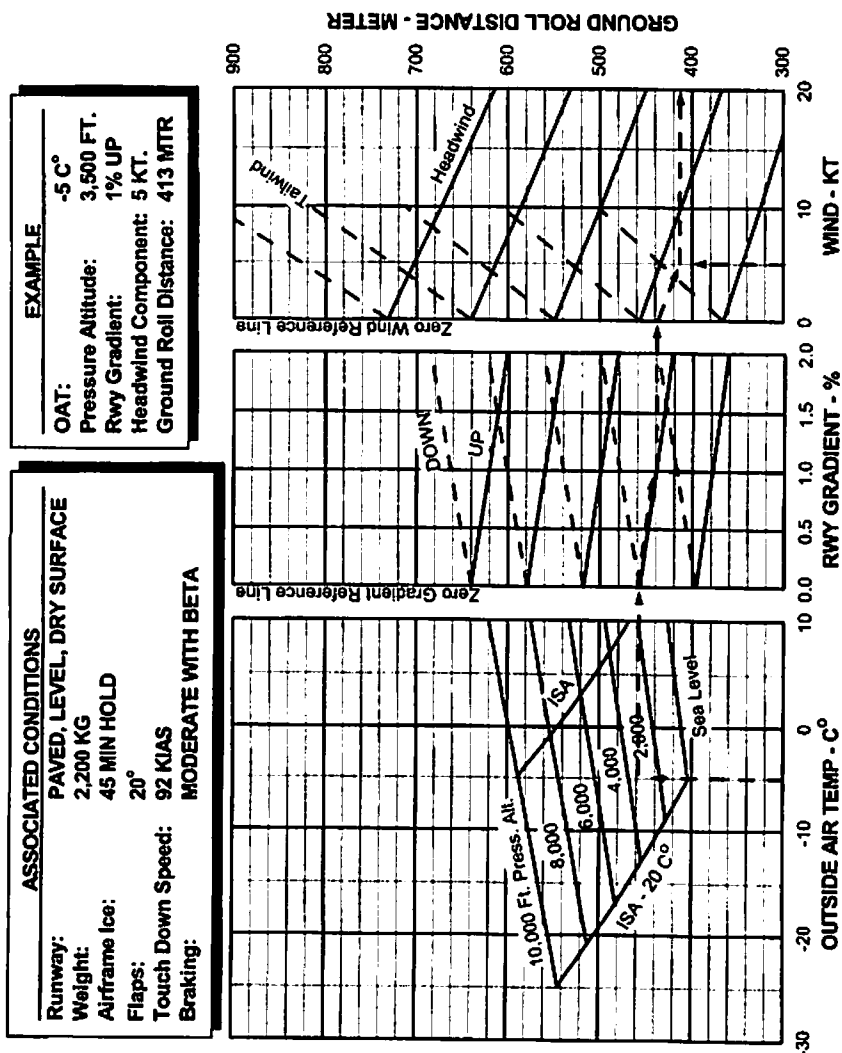 ASSOCIATED CONDITIONS
Runway: PAVED, LEVEL, DRY SURFACE
Weight: 2,200 KG
Airframe Ice: 45 MIN HOLD
Flaps: 20°
Touch Down Speed: 92 KIAS
Braking: MODERATE WITH BETA
EXAMPLE
OAT: -5 C°
Pressure Altitude: 3,500 FT.
Rwy Gradient: 1% UP
Headwind Component: 5 KT.
Ground Roll Distance: 413 MTR
10,000 Ft. Press. Alt.
8,000
6,000
4,000
2,000
Sea Level
ISA
ISA - 20 C°
-30 -20 -10 0 10
OUTSIDE AIR TEMP - C°
Zero Gradient Reference Line
DOWN
UP
0.0 0.5 1.0 1.5 2.0
RWY GRADIENT - %
Zero Wind Reference Line
Tailwind
Headwind
0 10 20
WIND - KT
900
800
700
600
500
400
300
GROUND ROLL DISTANCE - METER